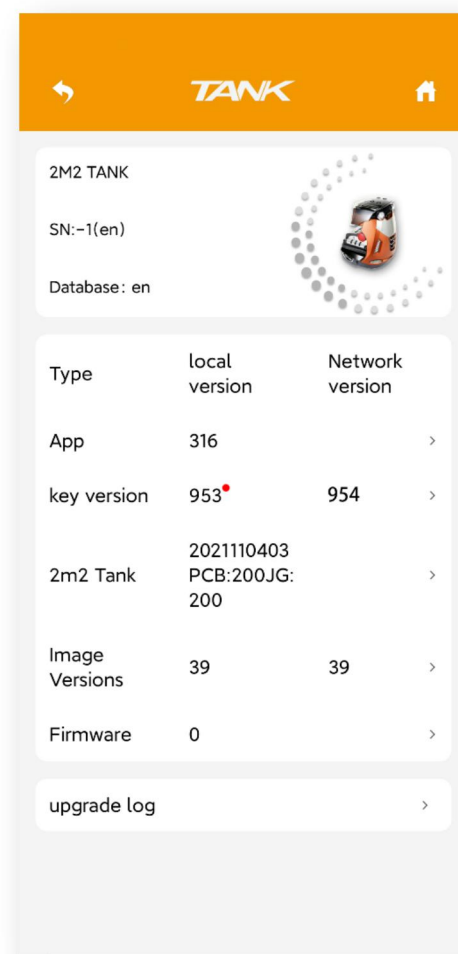 TANK
2M2 TANK
SN:-1(en)
Database: en
Type
local
version
Network
version
App
316
key version
953
954
2m2 Tank
2021110403
PCB:200JG:
200
Image
Versions
39
39
Firmware
0
upgrade log